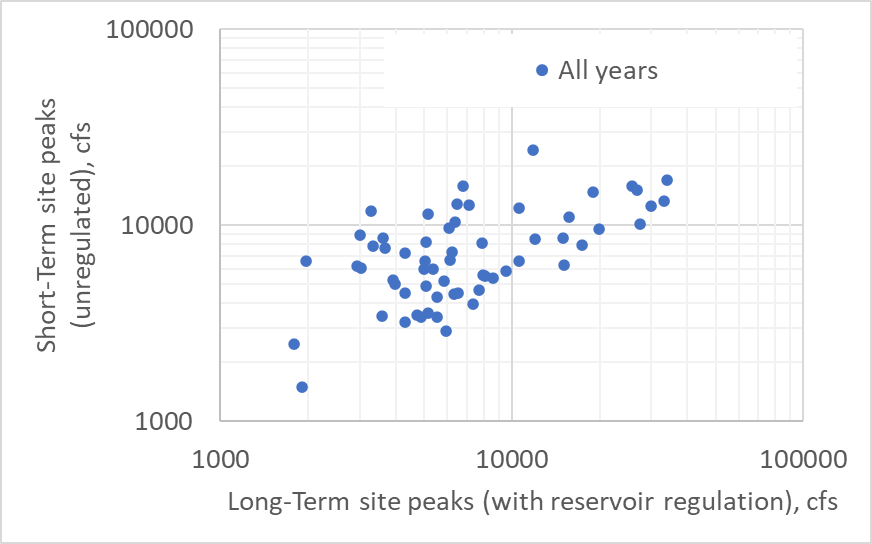 100000
All years
Short-Term site peaks
(unregulated), cfs
10000
1000
1000 10000 100000
Long-Term site peaks (with reservoir regulation), cfs